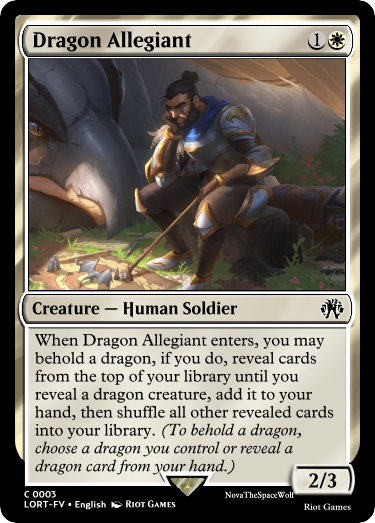 Dragon Allegiant 1
Creature — Human Soldier
When Dragon Allegiant enters, you may
behold a dragon, if you do, reveal cards
from the top of your library until you
reveal a dragon creature, add it to your
hand, then shuffle all other revealed cards
into your library. (To behold a dragon,
choose a dragon you control or reveal a
dragon card from your hand.)
2/3
C 0003
LORT-FV • English Riot Games
NovaTheSpaceWolf
Riot Games